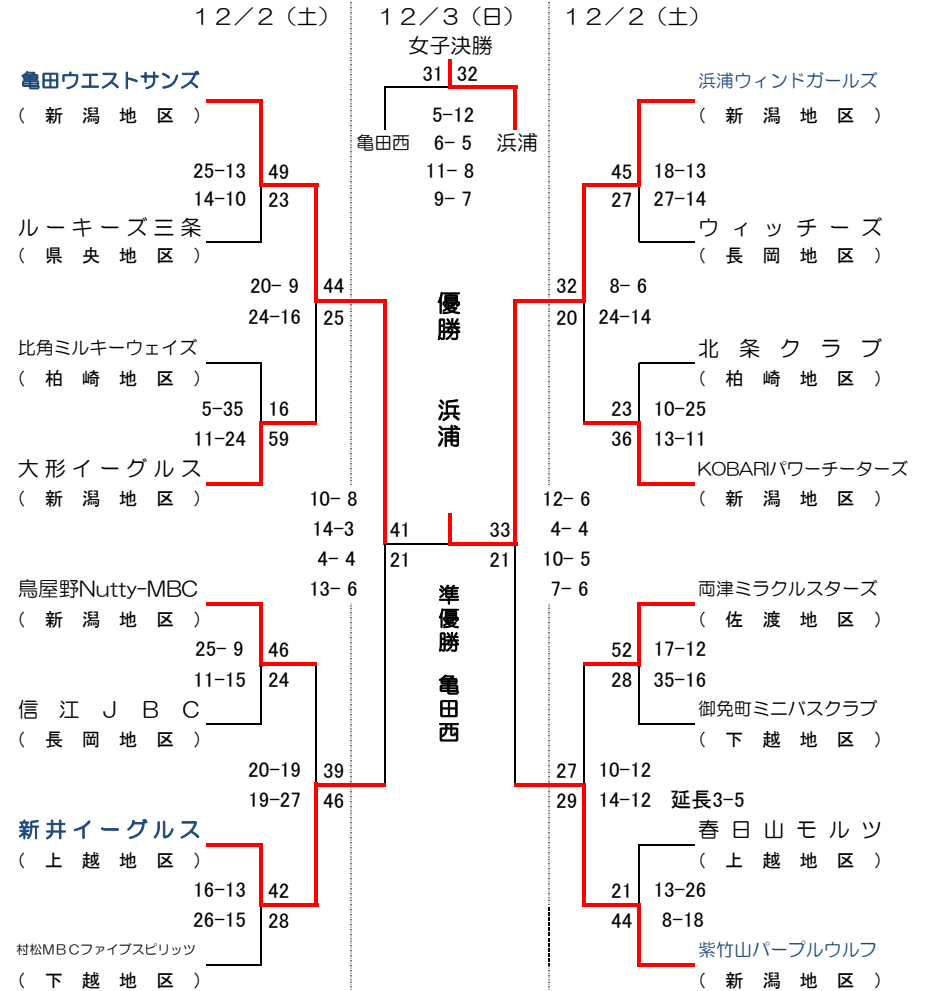 １２／２（土）
１２／３（日）
１２／２（土）
女子決勝
31 32
5-12
亀田西 6- 5 浜浦
11- 8
9- 7
亀田ウエストサンズ
（ 新 潟 地 区 ）
25-13 49
14-10 23
ルーキーズ三条
（ 県 央 地 区 ）
20- 9 44
24-16 25
比角ミルキーウェイズ
（ 柏 崎 地 区 ）
5-35 16
11-24 59
大形イーグルス
（ 新 潟 地 区 ）
10- 8
14-3 41
4- 4 21
13- 6
鳥屋野Nutty-MBC
（ 新 潟 地 区 ）
25- 9 46
11-15 24
信 江 Ｊ Ｂ Ｃ
（ 長 岡 地 区 ）
20-19 39
19-27 46
新井イーグルス
（ 上 越 地 区 ）
16-13 42
26-15 28
村松ＭＢＣファイブスピリッツ
（ 下 越 地 区 ）
優勝 浜浦
準優勝 亀田西
浜浦ウィンドガールズ
（ 新 潟 地 区 ）
45 18-13
27 27-14
ウィッチーズ
（ 長 岡 地 区 ）
32 8- 6
20 24-14
北 条 ク ラ ブ
（ 柏 崎 地 区 ）
23 10-25
36 13-11
KOBARIパワーチーターズ
（ 新 潟 地 区 ）
12- 6
33 4- 4
21 10- 5
7- 6
両津ミラクルスターズ
（ 佐 渡 地 区 ）
52 17-12
28 35-16
御免町ミニバスクラブ
（ 下 越 地 区 ）
27 10-12
29 14-12 延長3-5
春日山モルツ
（ 上 越 地 区 ）
21 13-26
44 8-18
紫竹山パープルウルフ
（ 新 潟 地 区 ）